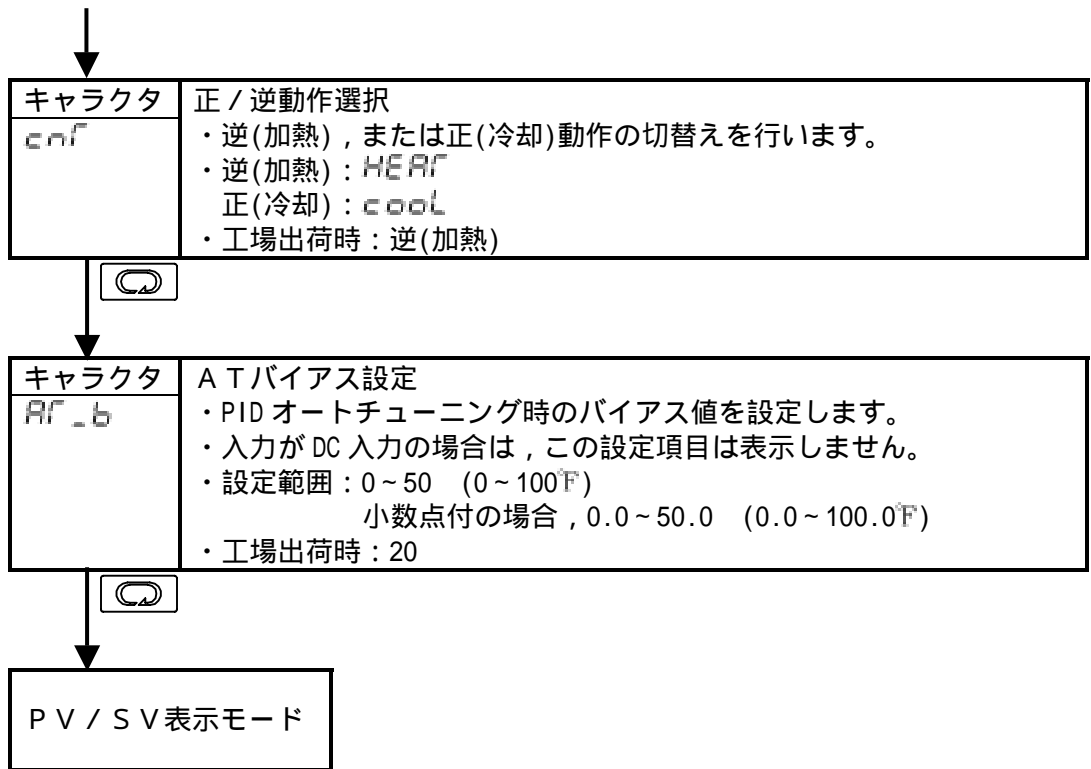 キャラクタ
正／逆動作選択
cnT
・逆(加熱)，または正(冷却)動作の切替えを行います。
・逆(加熱)：HEAT
正(冷却)：cooL
・工場出荷時：逆(加熱)
キャラクタ
ＡＴバイアス設定
AT_b
・PIDオートチューニング時のバイアス値を設定します。
・入力がDC入力の場合は，この設定項目は表示しません。
・設定範囲：0~50 (0~100℉)
小数点付の場合，0.0~50.0 (0.0~100.0℉)
・工場出荷時：20
ＰＶ／ＳＶ表示モード